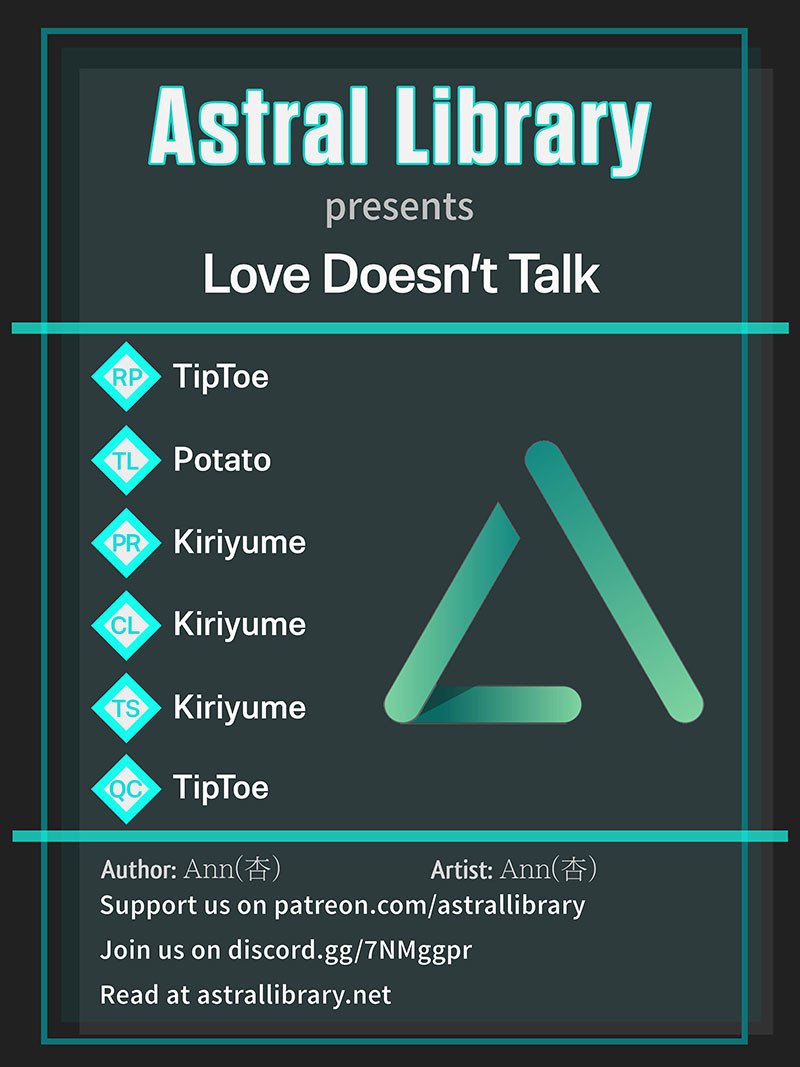 Astral Library
presents
Love Doesn't Talk
RP TipToe
TL Potato
PR Kiriyume
CL Kiriyume
TS Kiriyume
QC TipToe
Author: Ann(杏) Artist: Ann(杏)
Support us on patreon.com/astrallibrary
Join us on discord.gg/7NMggpr
Read at astrallibrary.net